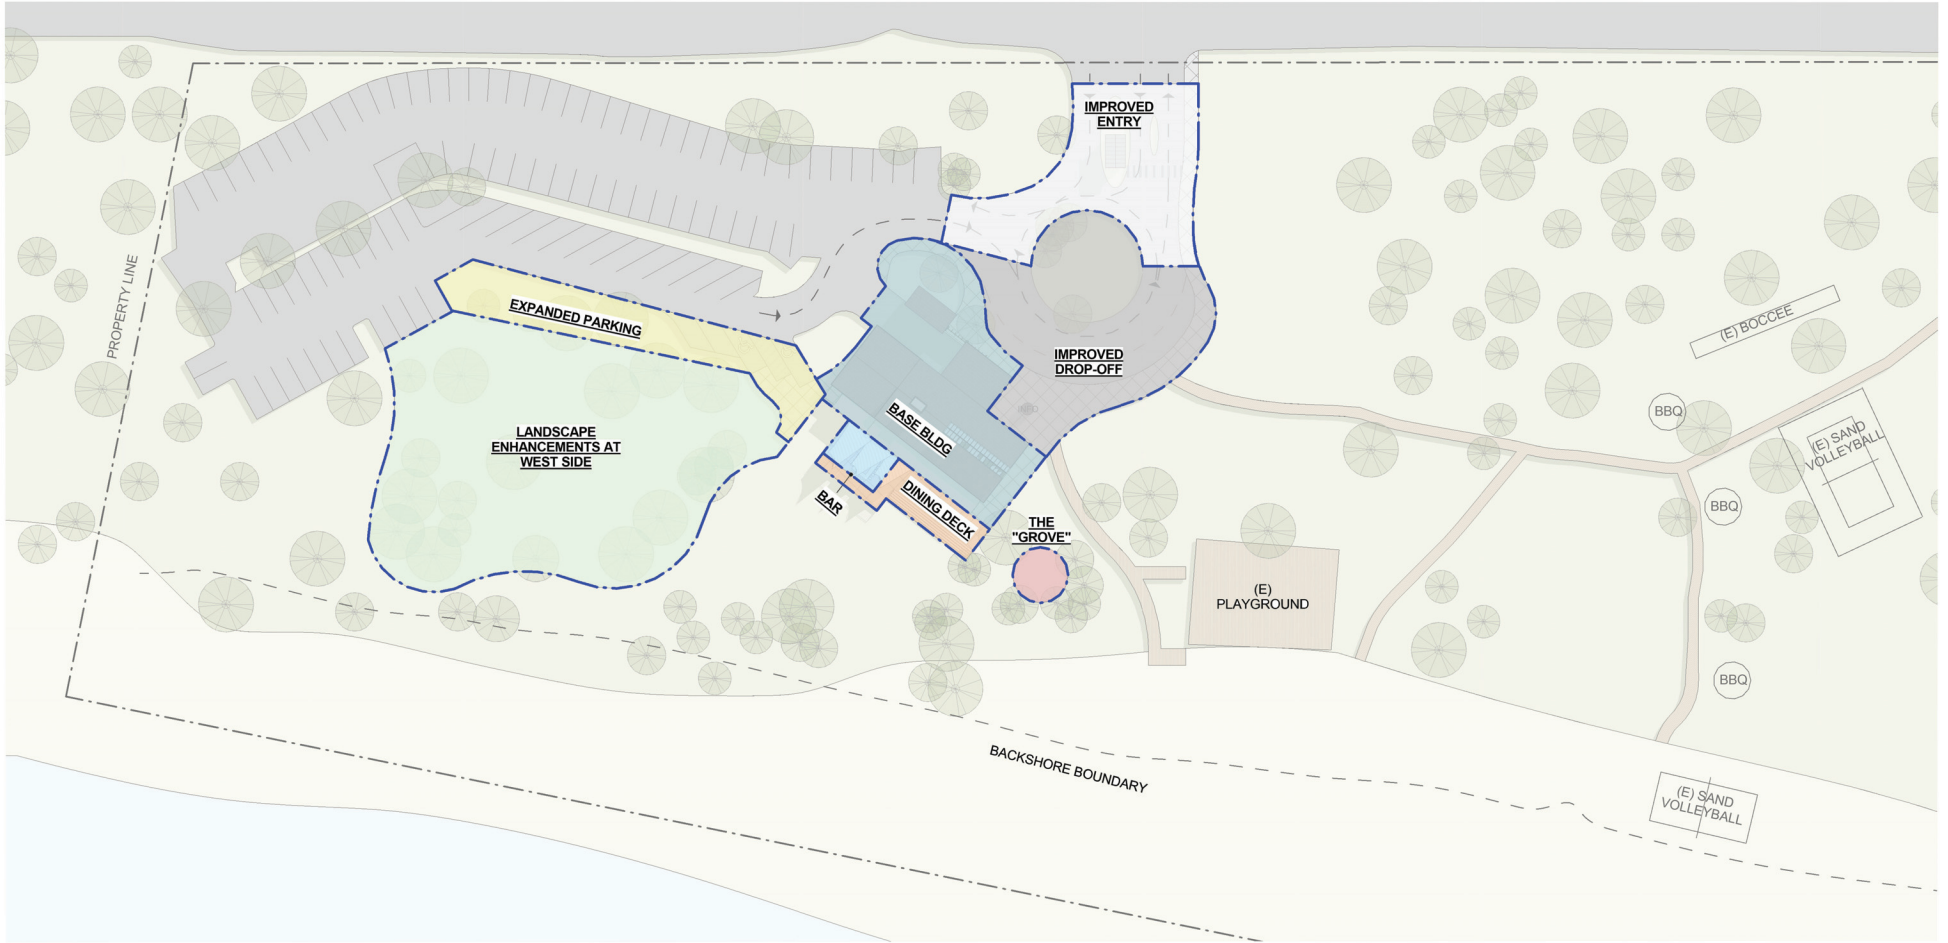 IMPROVED
ENTRY
PROPERTY LINE
EXPANDED PARKING
(E) BOCCEE
IMPROVED
DROP-OFF
BASE BLDG
BBQ
LANDSCAPE
ENHANCEMENTS AT
WEST SIDE
(E) SAND
VOLLEYBALL
BAR
DINING DECK
BBQ
THE
"GROVE"
(E)
PLAYGROUND
BBQ
BACKSHORE BOUNDARY
(E) SAND
VOLLEYBALL